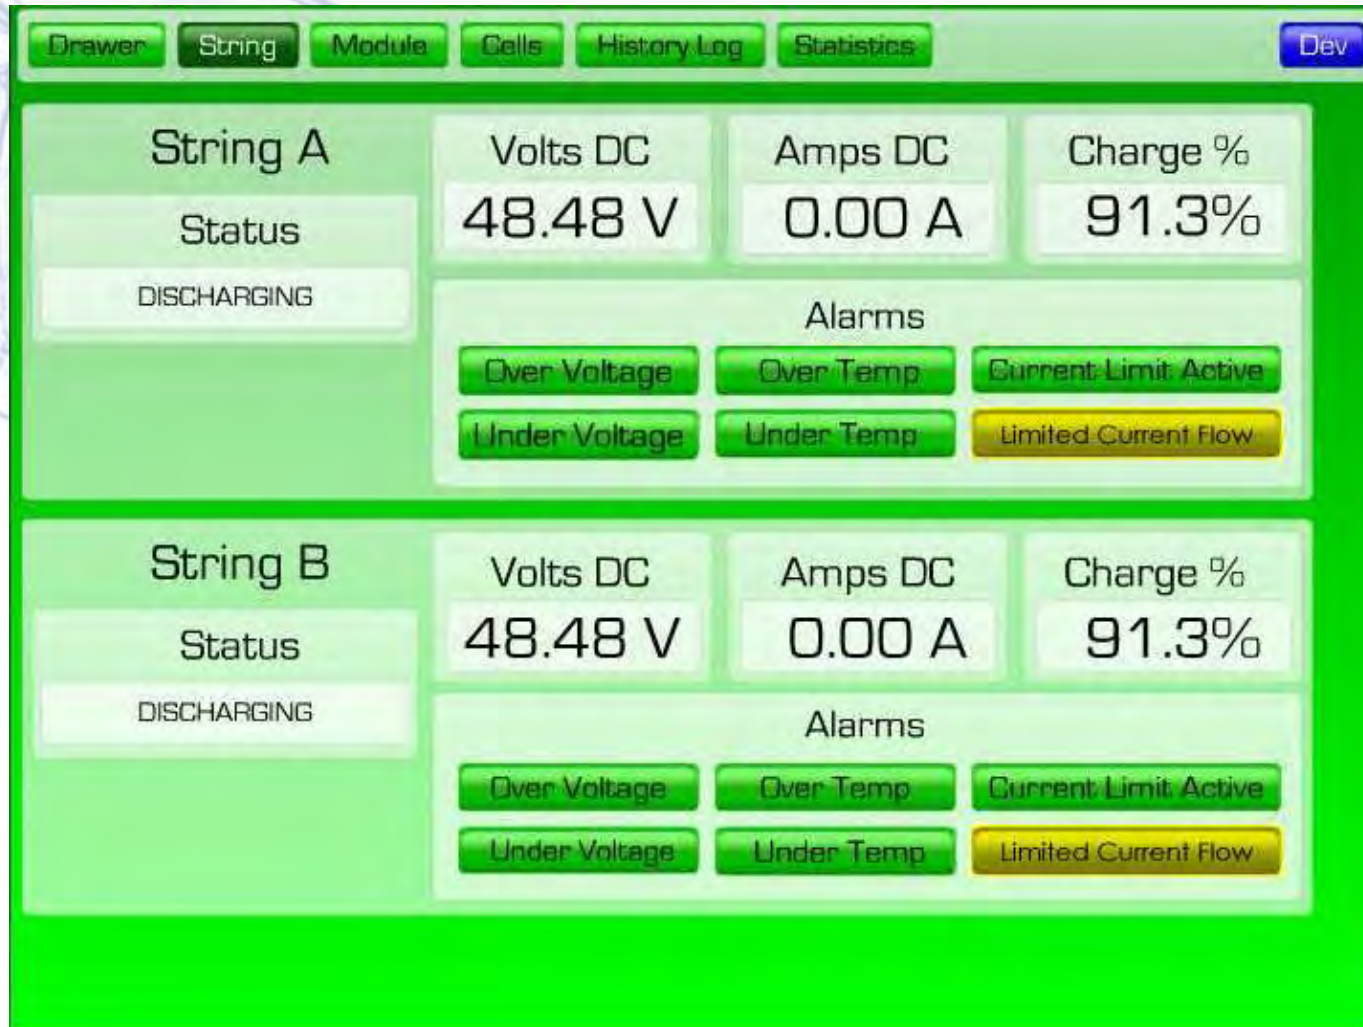 Drawer String Module Cells History Log Statistics Dev
String A
Status
DISCHARGING
Volts DC
48.48 V
Amps DC
0.00 A
Charge %
91.3%
Alarms
Over Voltage Over Temp Current Limit Active
Under Voltage Under Temp Limited Current Flow
String B
Status
DISCHARGING
Volts DC
48.48 V
Amps DC
0.00 A
Charge %
91.3%
Alarms
Over Voltage Over Temp Current Limit Active
Under Voltage Under Temp Limited Current Flow